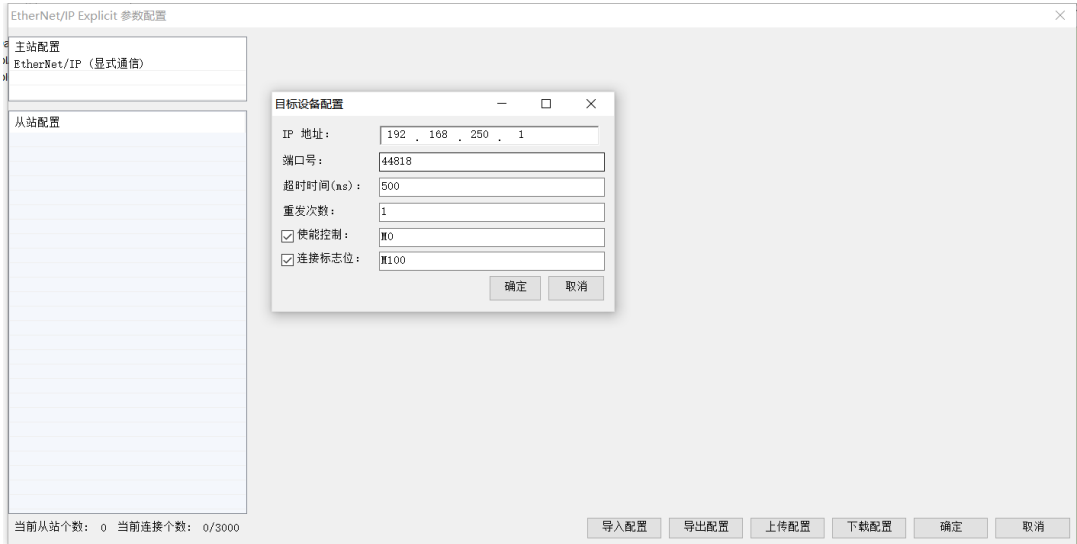 EtherNet/IP Explicit 参数配置
主站配置
EtherNet/IP (显式通信)
从站配置
目标设备配置
IP 地址: 192 . 168 . 250 . 1
端口号: 44818
超时时间(ms): 500
重发次数: 1
使能控制: M0
连接标志位: M100
确定 取消
当前从站个数: 0 当前连接个数: 0/3000
导入配置 导出配置 上传配置 下载配置 确定 取消